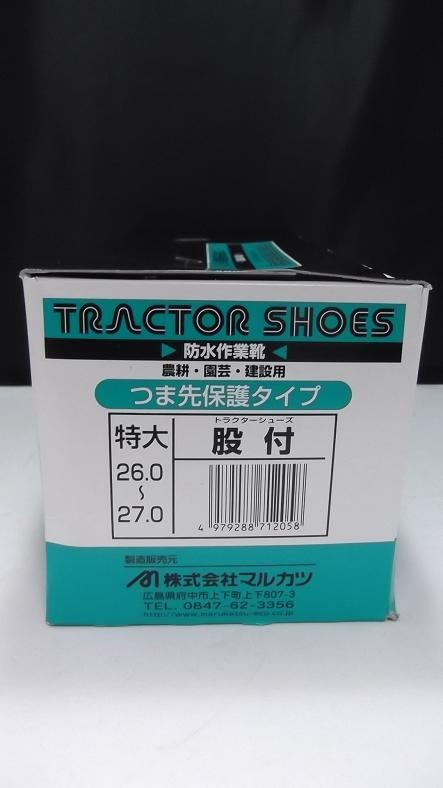 TRACTOR SHOES
防水作業靴
農耕・園芸・建設用
つま先保護タイプ
特大
26.0
〜
27.0
トラクターシューズ
股付
4 979288 712058
製造販売元
株式会社マルカツ
広島県府中市上下町上下807-3
TEL. 0847-62-3356